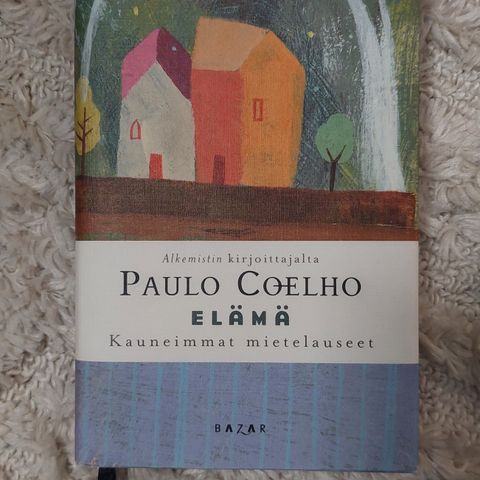 Alkemistin kirjoittajalta
PAULO COELHO
ELÄMÄ
Kauneimmat mietelauseet
BAZAR